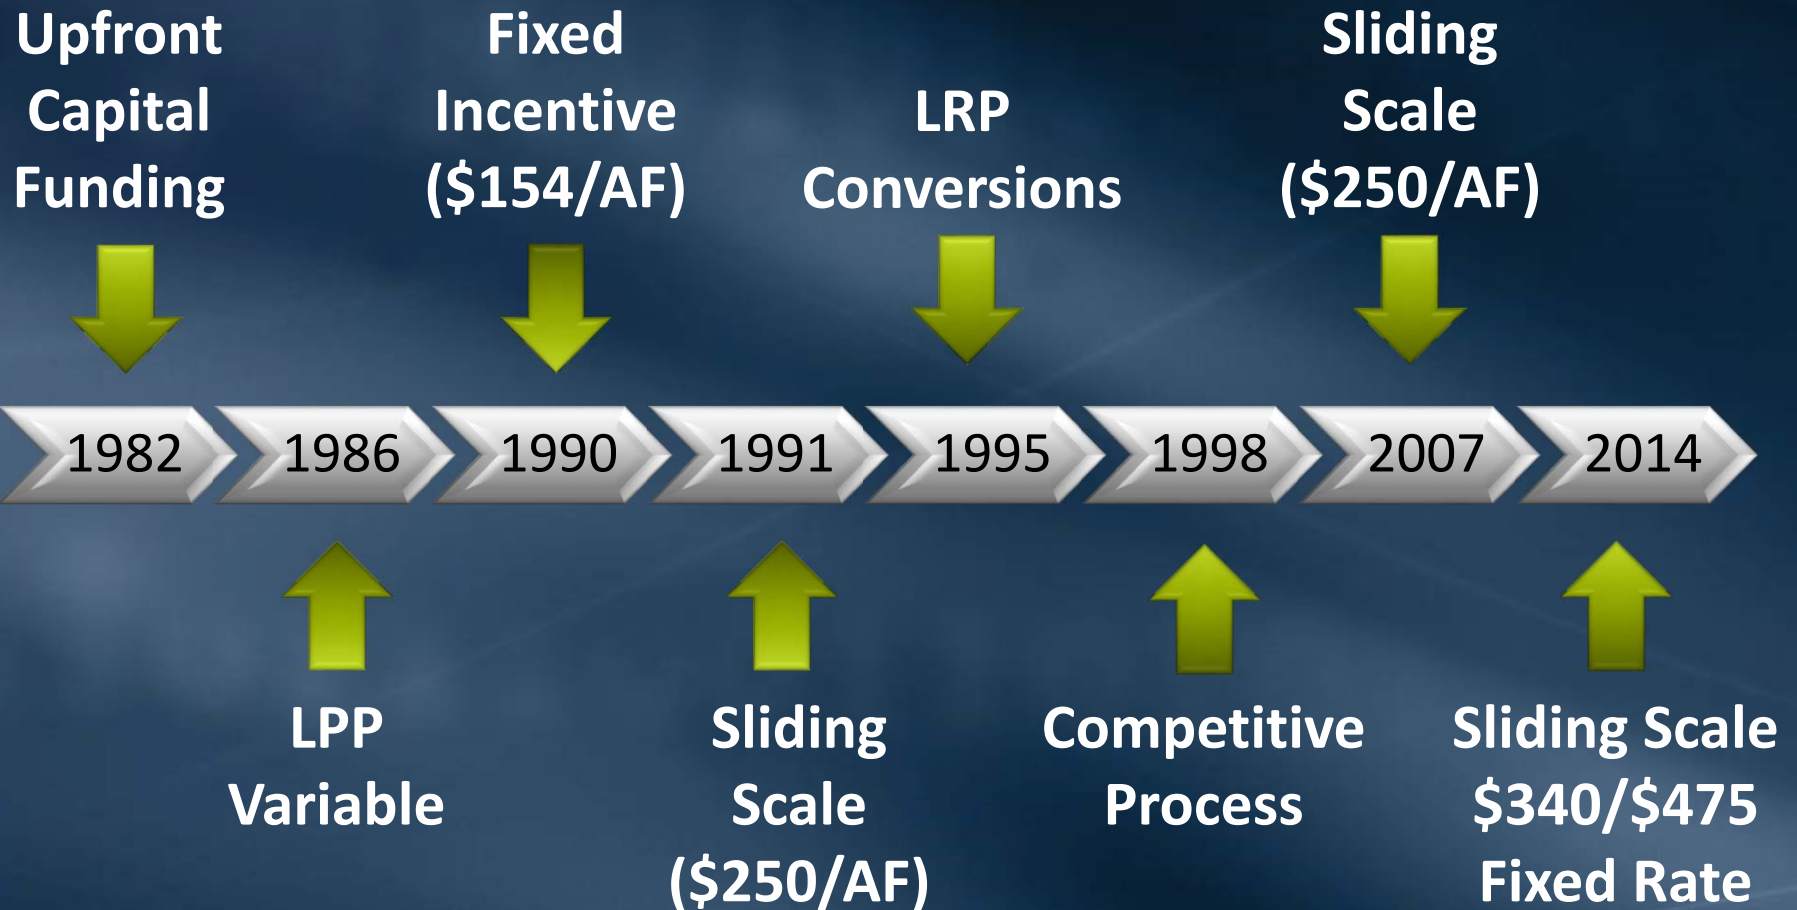 Upfront
Capital
Funding
Fixed
Incentive
($154/AF)
LRP
Conversions
Sliding
Scale
($250/AF)
1982
1986
1990
1991
1995
1998
2007
2014
LPP
Variable
Sliding
Scale
($250/AF)
Competitive
Process
Sliding Scale
$340/$475
Fixed Rate